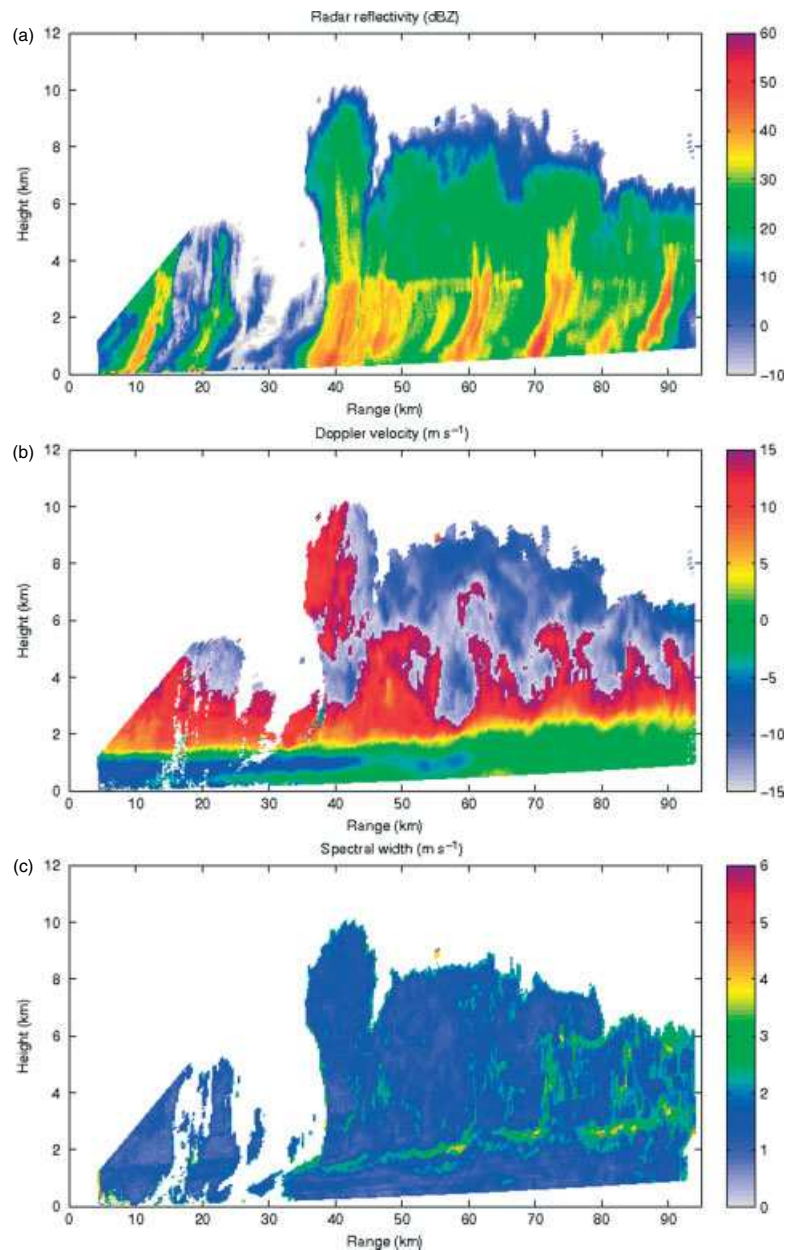 (a)
Radar reflectivity (dBZ)
12
10
8
6
4
2
0
Height (km)
0 10 20 30 40 50 60 70 80 90
Range (km)
60
50
40
30
20
10
0
−10
(b)
Doppler velocity (m s⁻¹)
12
10
8
6
4
2
0
Height (km)
0 10 20 30 40 50 60 70 80 90
Range (km)
15
10
5
0
−5
−10
−15
(c)
Spectral width (m s⁻¹)
12
10
8
6
4
2
0
Height (km)
0 10 20 30 40 50 60 70 80 90
Range (km)
6
5
4
3
2
1
0